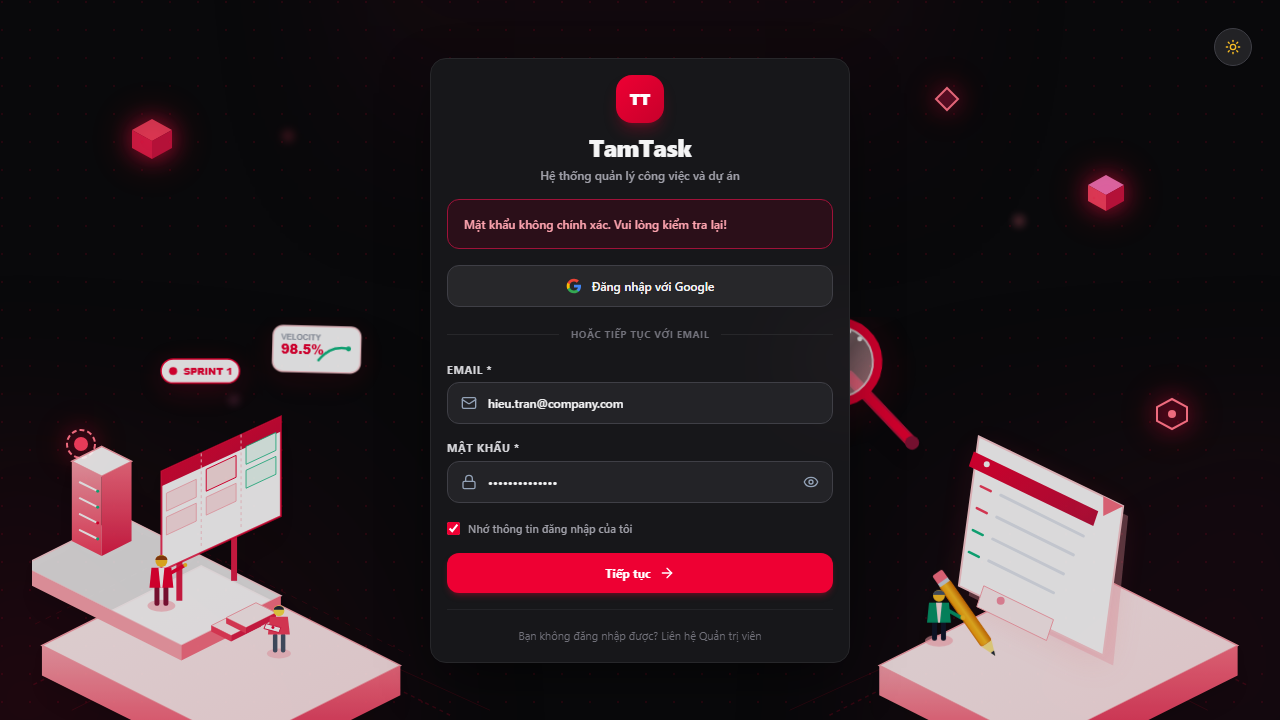 TT
TamTask
Hệ thống quản lý công việc và dự án
Mật khẩu không chính xác. Vui lòng kiểm tra lại!
Đăng nhập với Google
HOẶC TIẾP TỤC VỚI EMAIL
EMAIL *
hieu.tran@company.com
MẬT KHẨU *
••••••••••••••
Nhớ thông tin đăng nhập của tôi
Tiếp tục →
Bạn không đăng nhập được? Liên hệ Quản trị viên
VELOCITY
98.5%
SPRINT 1